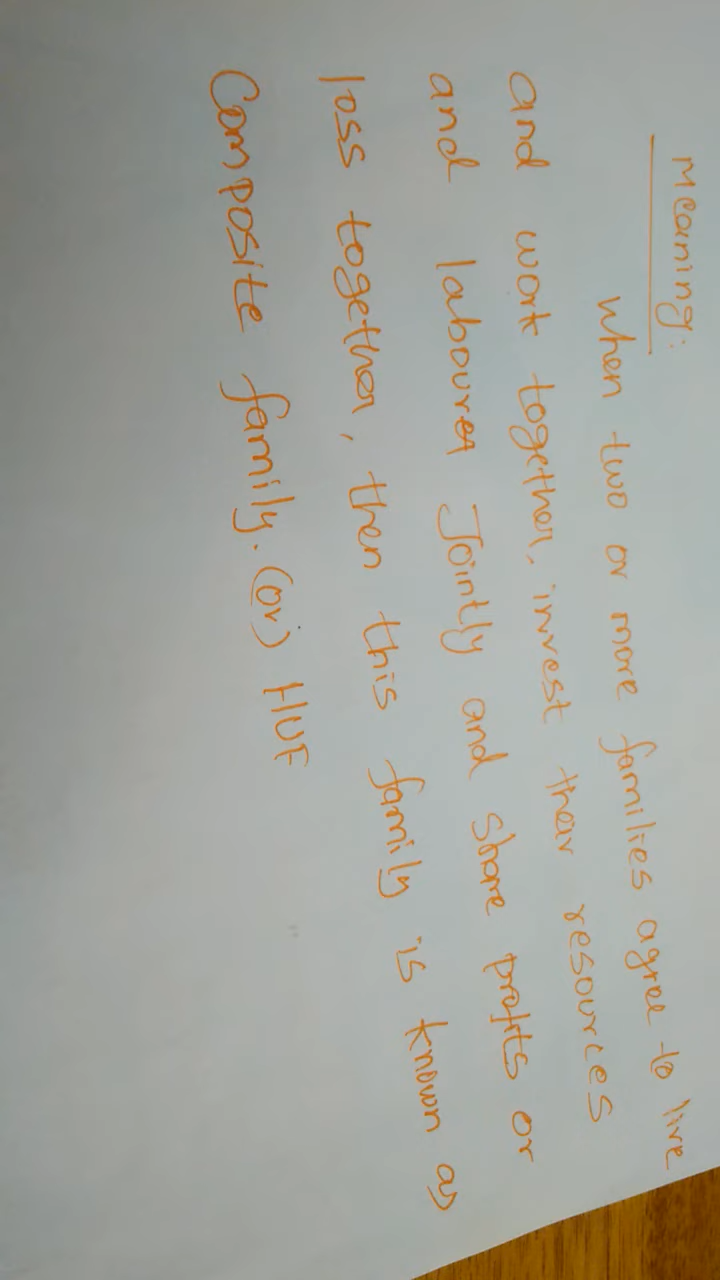 Meaning:
When two or more families agree to live
and work together, invest their resources
and labourer Jointly and share profits or
loss together, then this family is known as
Composite family. (or) HUF